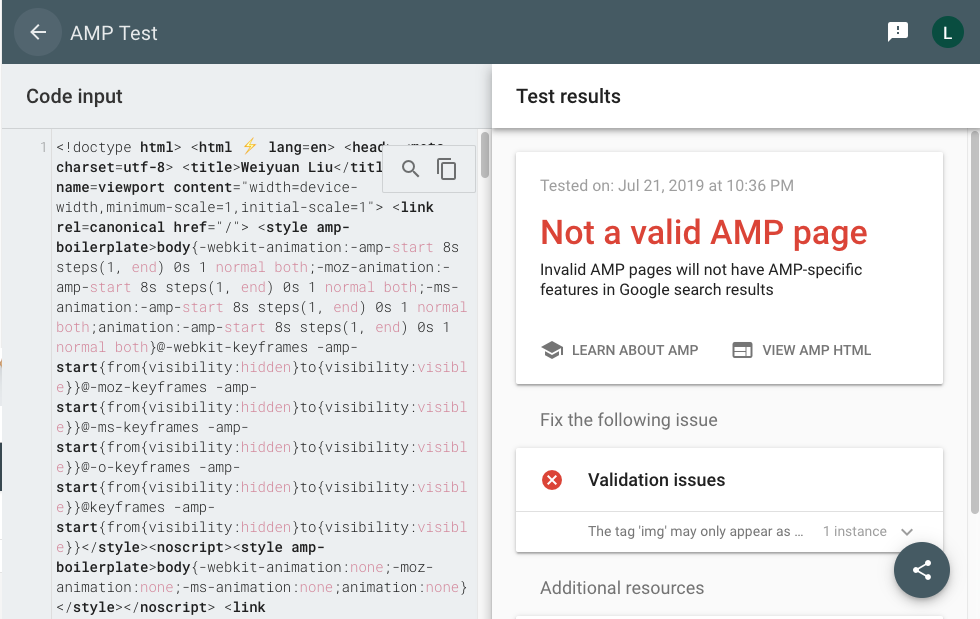 AMP Test
L
Code input
1
<!doctype html> <html ⚡ lang=en> <head> <meta
charset=utf-8> <title>Weiyuan Liu</titl
name=viewport content="width=device-
width,minimum-scale=1,initial-scale=1"> <link
rel=canonical href="/"> <style amp-
boilerplate>body{-webkit-animation:-amp-start 8s
steps(1, end) 0s 1 normal both;-moz-animation:-
amp-start 8s steps(1, end) 0s 1 normal both;-ms-
animation:-amp-start 8s steps(1, end) 0s 1 normal
both;animation:-amp-start 8s steps(1, end) 0s 1
normal both}@-webkit-keyframes -amp-
start{from{visibility:hidden}to{visibility:visibl
e}}@-moz-keyframes -amp-
start{from{visibility:hidden}to{visibility:visibl
e}}@-ms-keyframes -amp-
start{from{visibility:hidden}to{visibility:visibl
e}}@-o-keyframes -amp-
start{from{visibility:hidden}to{visibility:visibl
e}}@keyframes -amp-
start{from{visibility:hidden}to{visibility:visibl
e}}</style><noscript><style amp-
boilerplate>body{-webkit-animation:none;-moz-
animation:none;-ms-animation:none;animation:none}
</style></noscript> <link
Test results
Tested on: Jul 21, 2019 at 10:36 PM
Not a valid AMP page
Invalid AMP pages will not have AMP-specific
features in Google search results
LEARN ABOUT AMP
VIEW AMP HTML
Fix the following issue
Validation issues
The tag 'img' may only appear as ... 1 instance
Additional resources